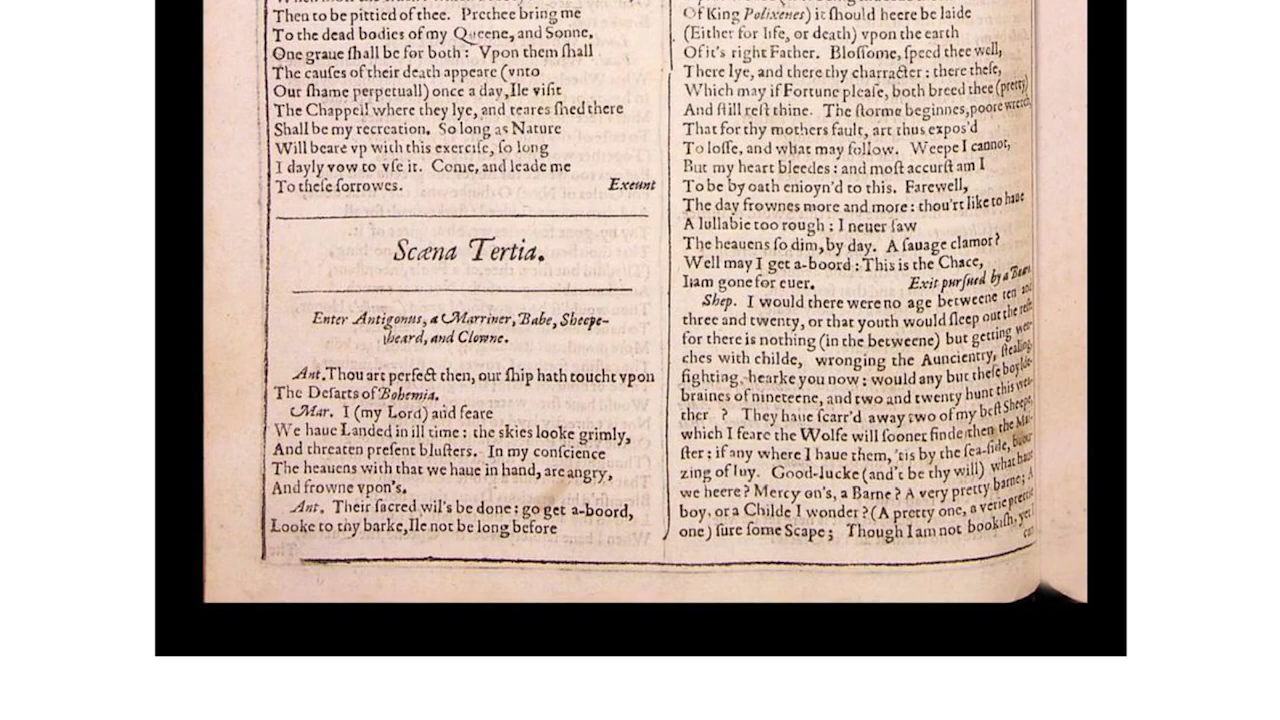 Then to be pittied of thee. Prethee bring me
To the dead bodies of my Queene, and Sonne,
One graue ſhall be for both: Vpon them ſhall
The cauſes of their death appeare (vnto
Our ſhame perpetuall) once a day, Ile viſit
The Chappell where they lye, and teares ſhed there
Shall be my recreation. So long as Nature
Will beare vp with this exerciſe, ſo long
I dayly vow to vſe it. Come, and leade me
To theſe ſorrowes. Exeunt
Scæna Tertia.
Enter Antigonus, a Marriner, Babe, Sheepe-
heard, and Clowne.
Ant. Thou art perfect then, our ſhip hath toucht vpon
The Deſarts of Bohemia.
Mar. I (my Lord) and feare
We haue Landed in ill time: the skies looke grimly,
And threaten preſent bluſters. In my conſcience
The heauens with that we haue in hand, are angry,
And frowne vpon's.
Ant. Their ſacred wil's be done: go get a-boord,
Looke to thy barke, Ile not be long before
Of King Polixenes) it ſhould heere be laide
(Either for life, or death) vpon the earth
Of it's right Father. Bloſſome, ſpeed thee well,
There lye, and there thy charracter: there theſe,
Which may if Fortune pleaſe, both breed thee (pretty)
And ſtill reſt thine. The ſtorme beginnes, poore wretch,
That for thy mothers fault, art thus expos'd
To loſſe, and what may follow. Weepe I cannot,
But my heart bleedes: and moſt accurſt am I
To be by oath enioyn'd to this. Farewell,
The day frownes more and more: thou'rt like to haue
A lullabie too rough: I neuer ſaw
The heauens ſo dim, by day. A ſauage clamor?
Well may I get a-boord: This is the Chace,
I am gone for euer. Exit purſued by a Beare.
Shep. I would there were no age betweene ten and
three and twenty, or that youth would ſleep out the reſt:
for there is nothing (in the betweene) but getting wen-
ches with childe, wronging the Auncientry, ſtealing,
fighting, hearke you now: would any but theſe boylde-
braines of nineteene, and two and twenty hunt this wea-
ther? They haue ſcarr'd away two of my beſt Sheepe,
which I feare the Wolfe will ſooner finde then the Mai-
ſter; if any where I haue them, 'tis by the ſea-ſide, brou-
zing of Iuy. Good-lucke (and't be thy will) what haue
we heere? Mercy on's, a Barne? A very pretty barne; A
boy, or a Childe I wonder? (A pretty one, a verie prettie
one) ſure ſome Scape; Though I am not bookiſh, yet I
can